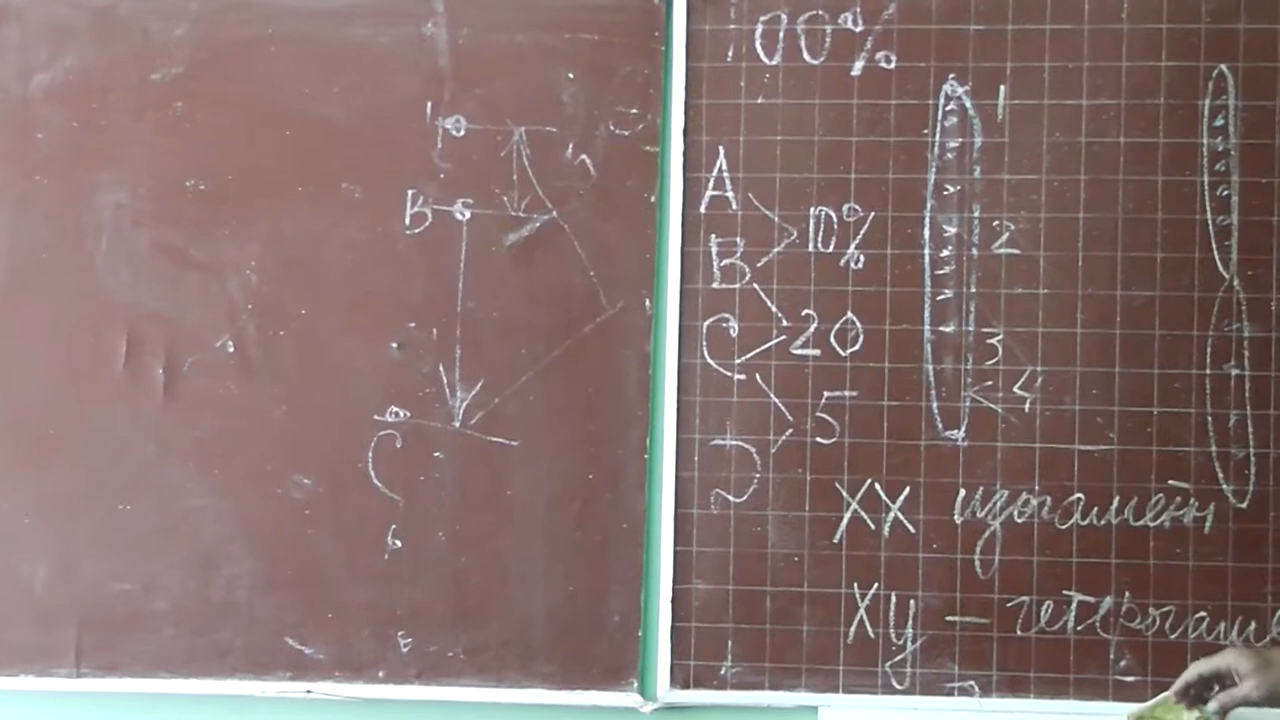 B
C
100%
1
A
10%
2
B
20
C
3
4
5
XX изогамет
Xy — гетерогаме